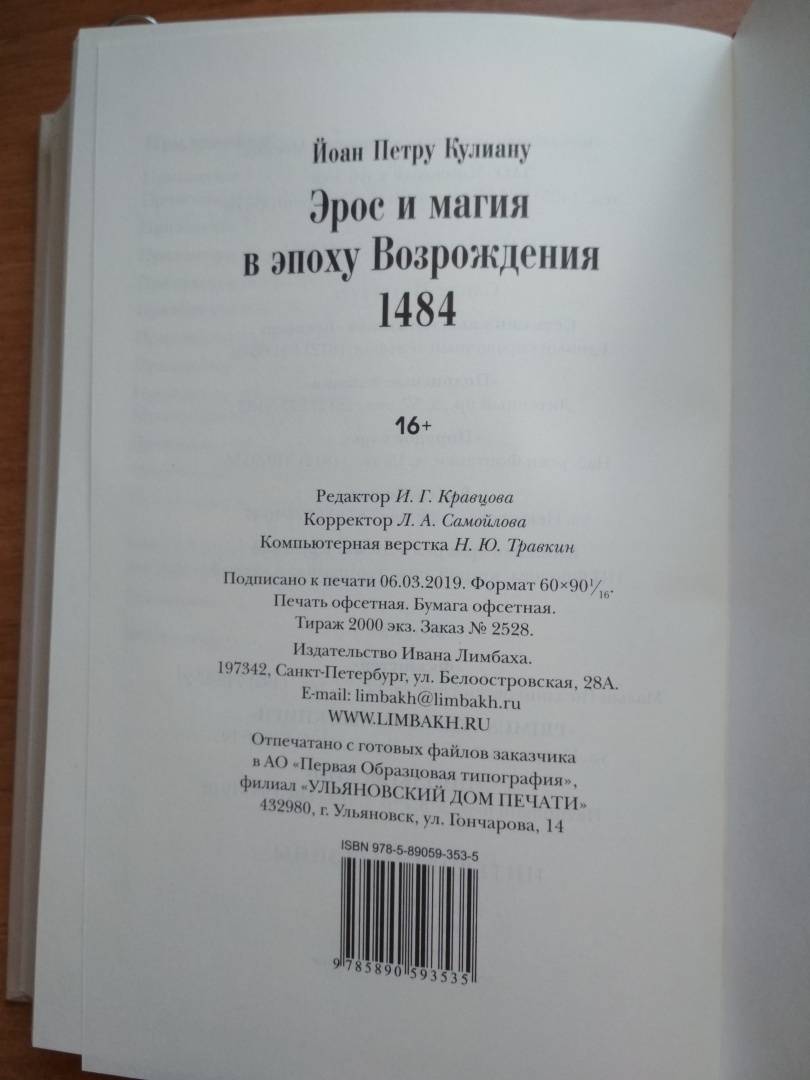 Йоан Петру Кулиану
Эрос и магия
в эпоху Возрождения
1484
16+
Редактор И. Г. Кравцова
Корректор Л. А. Самойлова
Компьютерная верстка Н. Ю. Травкин
Подписано к печати 06.03.2019. Формат 60×90 1/16.
Печать офсетная. Бумага офсетная.
Тираж 2000 экз. Заказ № 2528.
Издательство Ивана Лимбаха.
197342, Санкт-Петербург, ул. Белоостровская, 28А.
E-mail: limbakh@limbakh.ru
WWW.LIMBAKH.RU
Отпечатано с готовых файлов заказчика
в АО «Первая Образцовая типография»,
филиал «УЛЬЯНОВСКИЙ ДОМ ПЕЧАТИ»
432980, г. Ульяновск, ул. Гончарова, 14
ISBN 978-5-89059-353-5
9 785890 593535